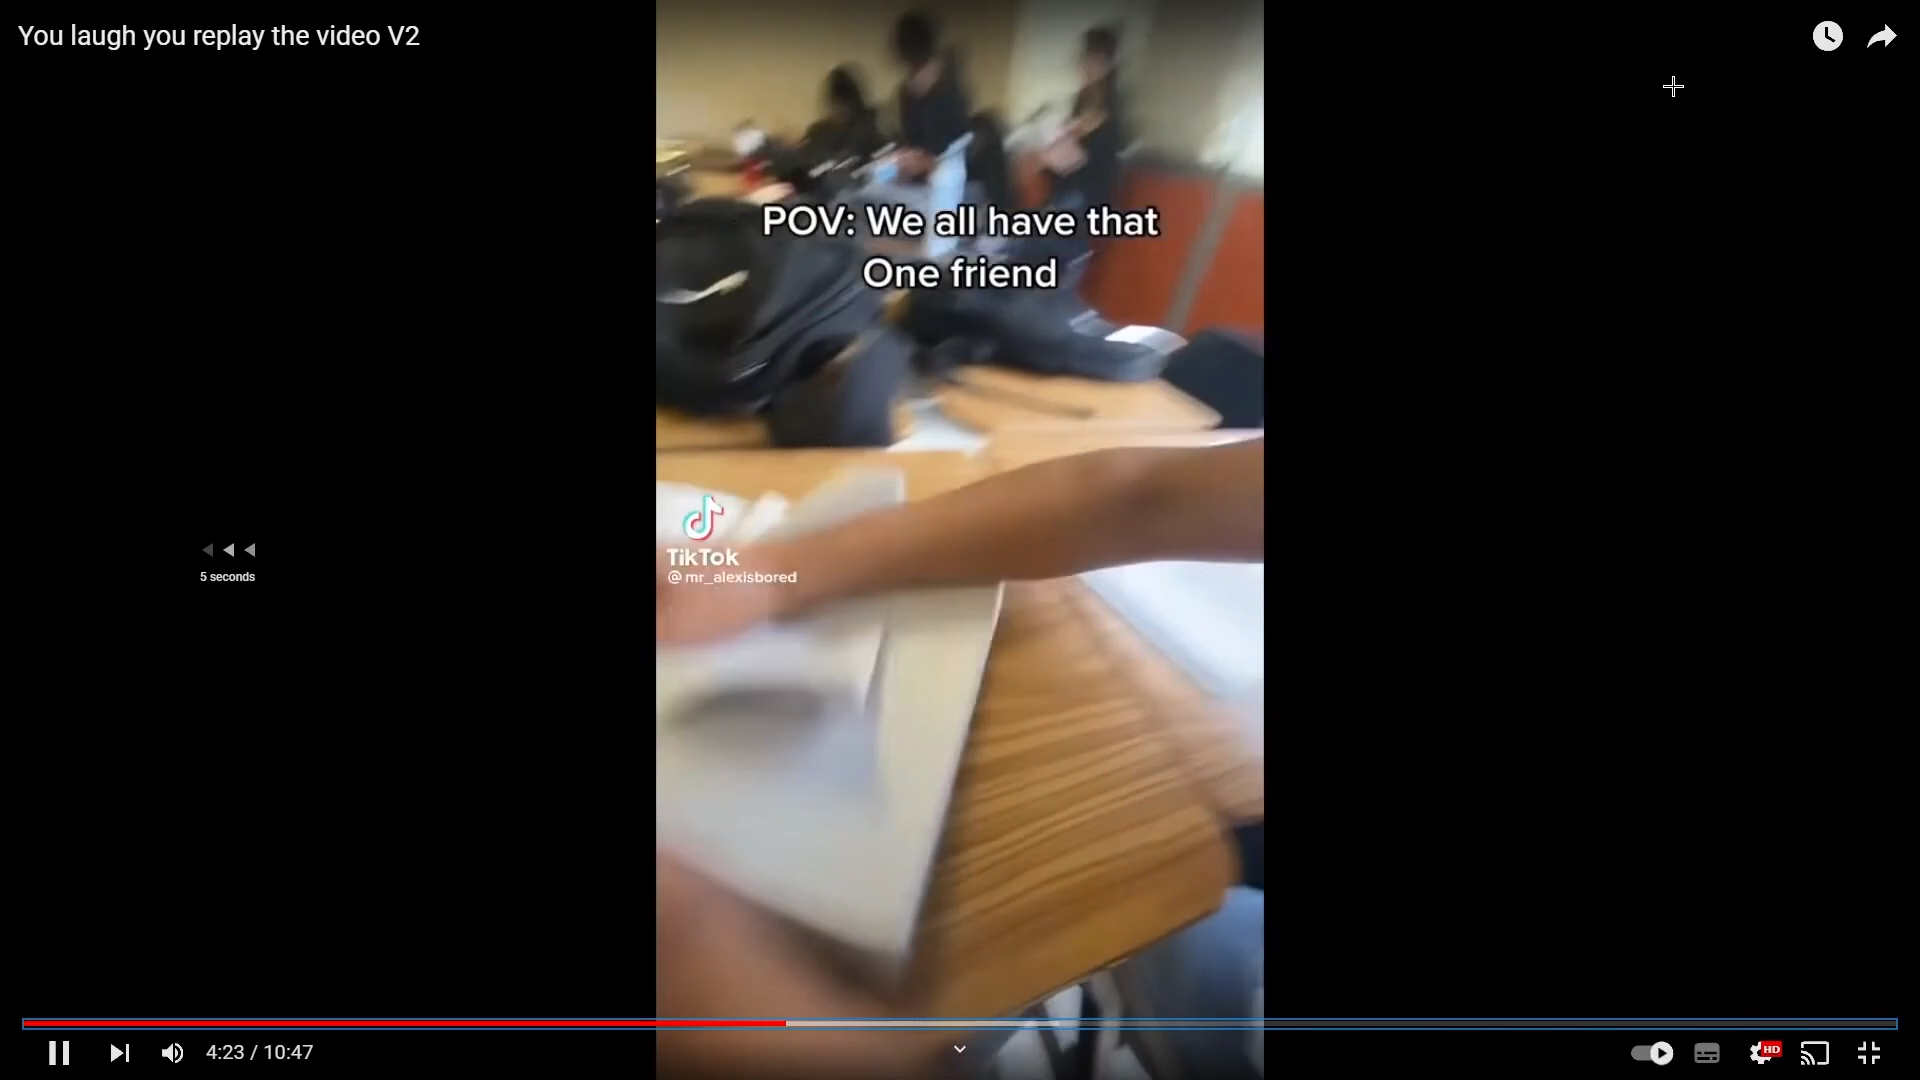 You laugh you replay the video V2
POV: We all have that
One friend
TikTok
@mr_alexisbored
5 seconds
4:23 / 10:47
HD